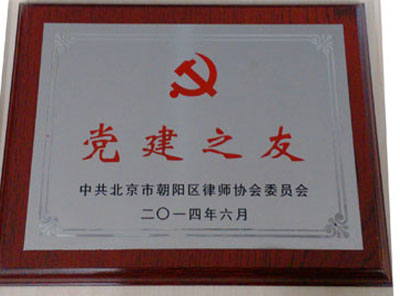 党建之友
中共北京市朝阳区律师协会委员会
二〇一四年六月